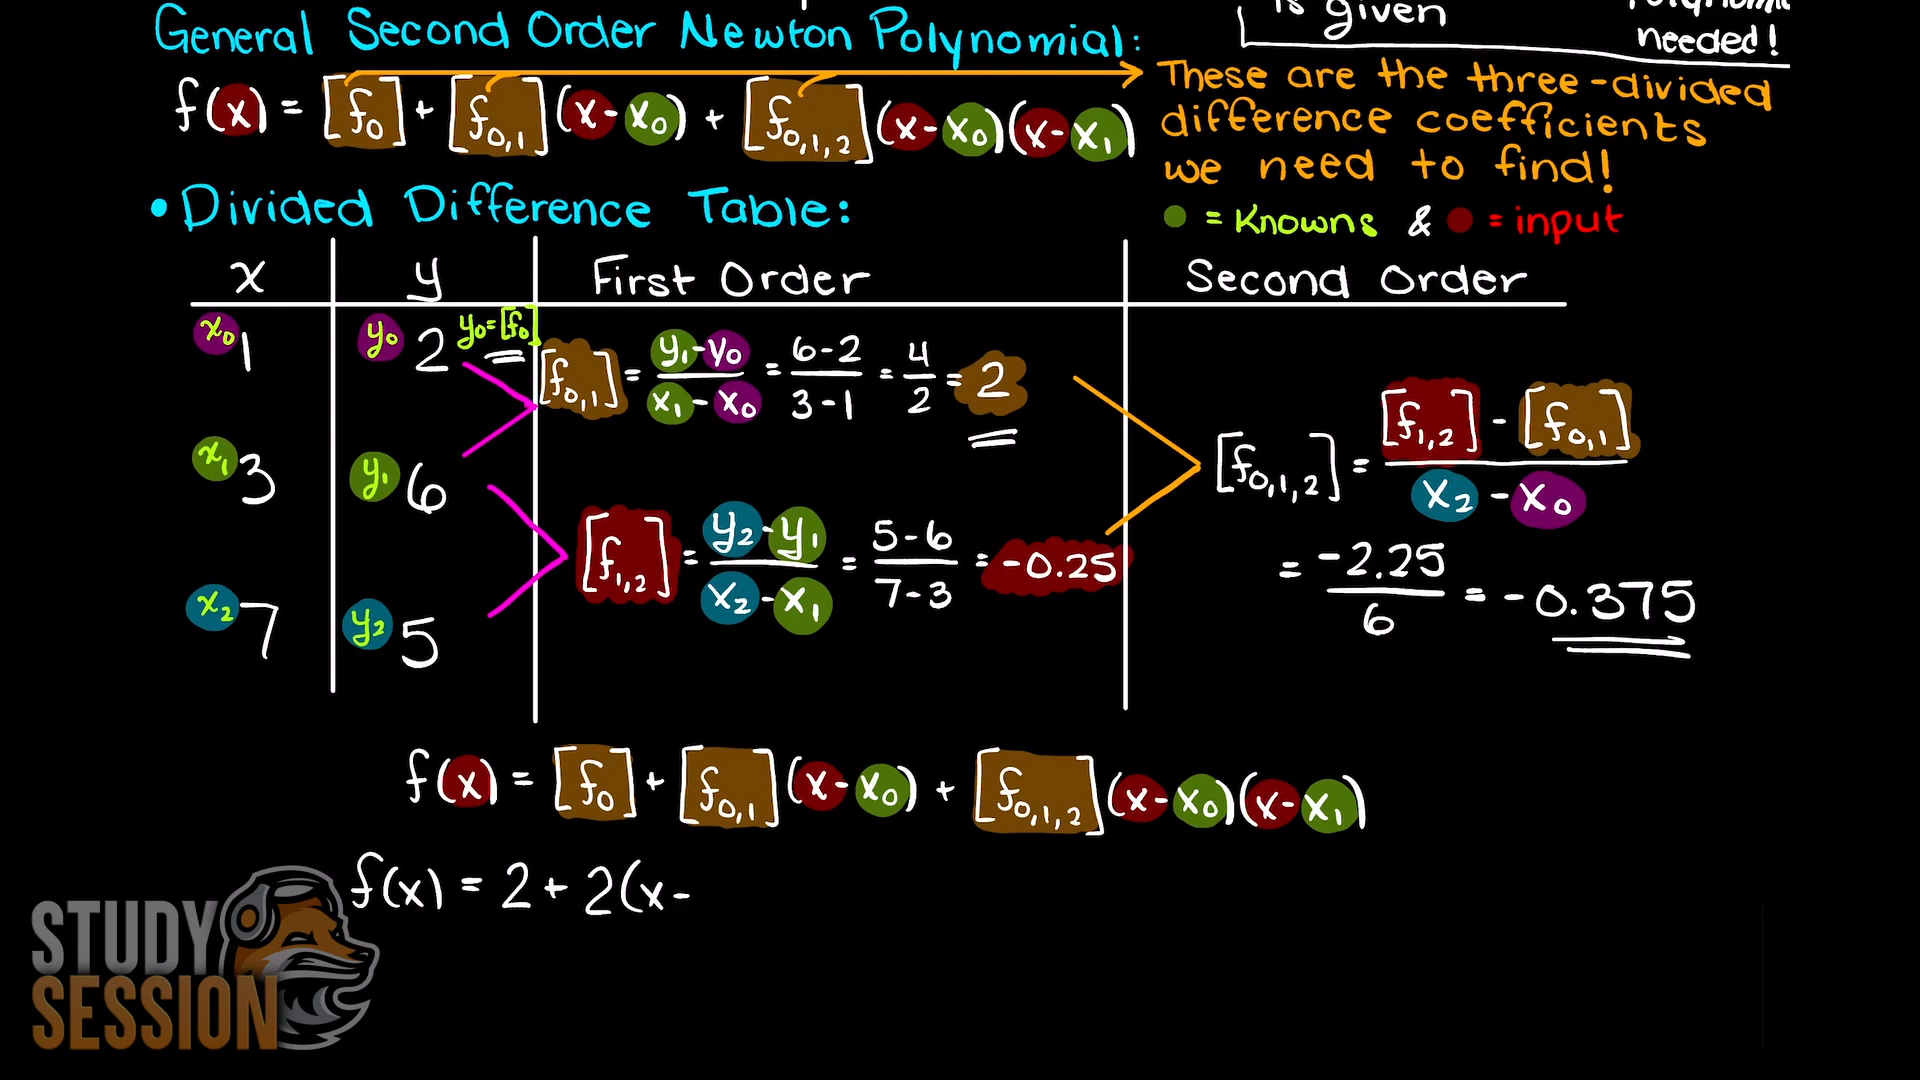 is given
needed!
General Second Order Newton Polynomial:
f(x) = [f₀] + [f₀,₁](x-x₀) + [f₀,₁,₂](x-x₀)(x-x₁)
These are the three-divided
difference coefficients
we need to find!
= Knowns & = input
• Divided Difference Table:
x y First Order Second Order
x₀ 1 y₀ 2 y₀=[f₀]
[f₀,₁] = y₁-y₀ / x₁-x₀ = 6-2 / 3-1 = 4/2 = 2
x₁ 3 y₁ 6
[f₀,₁,₂] = [f₁,₂] - [f₀,₁] / x₂-x₀
[f₁,₂] = y₂-y₁ / x₂-x₁ = 5-6 / 7-3 = -0.25
= -2.25 / 6 = -0.375
x₂ 7 y₂ 5
f(x) = [f₀] + [f₀,₁](x-x₀) + [f₀,₁,₂](x-x₀)(x-x₁)
f(x) = 2 + 2(x-
STUDY
SESSION